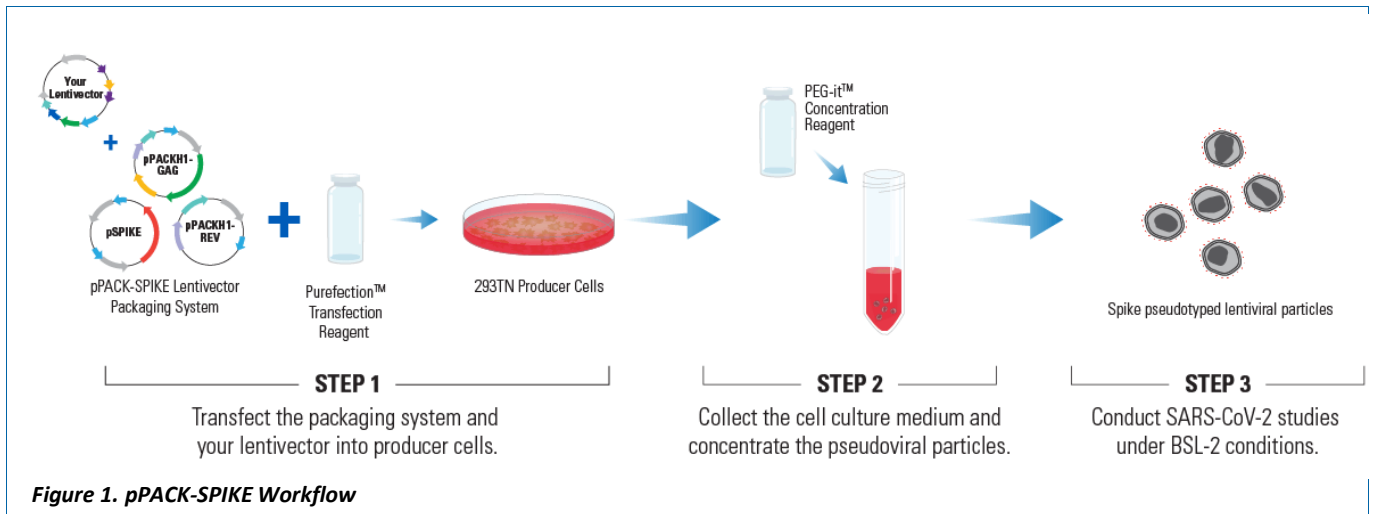 Your
Lentivector
pPACKH1-
GAG
pSPIKE
pPACKH1-
REV
pPACK-SPIKE Lentivector
Packaging System
Purefection™
Transfection
Reagent
293TN Producer Cells
PEG-it™
Concentration
Reagent
Spike pseudotyped lentiviral particles
STEP 1
Transfect the packaging system and
your lentivector into producer cells.
STEP 2
Collect the cell culture medium and
concentrate the pseudoviral particles.
STEP 3
Conduct SARS-CoV-2 studies
under BSL-2 conditions.
Figure 1. pPACK-SPIKE Workflow